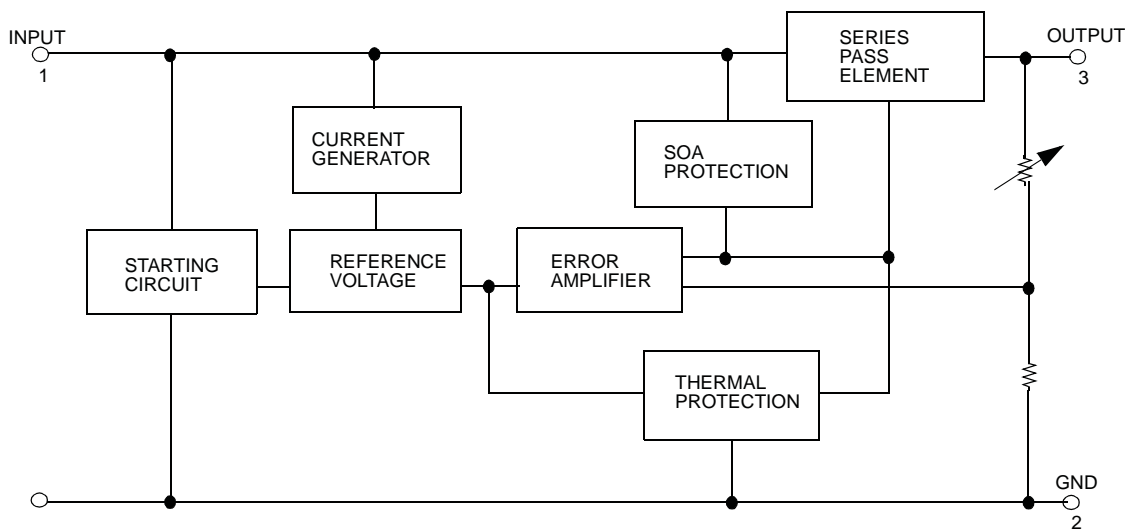 INPUT
1
SERIES
PASS
ELEMENT
OUTPUT
3
CURRENT
GENERATOR
SOA
PROTECTION
STARTING
CIRCUIT
REFERENCE
VOLTAGE
ERROR
AMPLIFIER
THERMAL
PROTECTION
GND
2